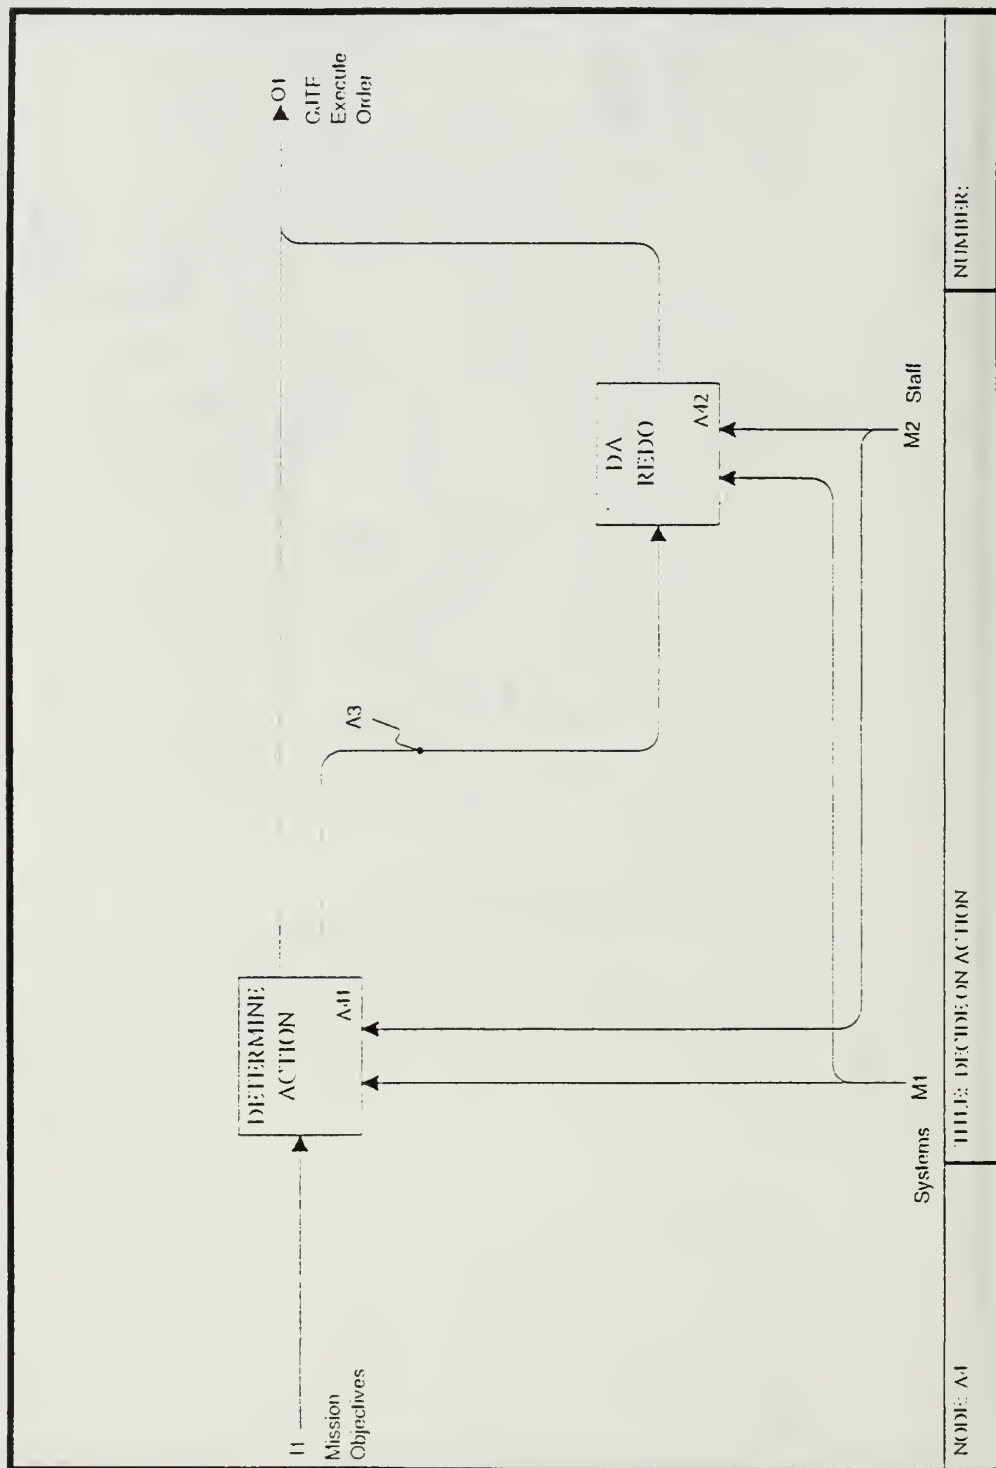 I1
Mission
Objectives
DETERMINE
ACTION
A41
A3
DA
REDO
A42
O1
CJTF
Execute
Order
Systems M1
M2 Staff
NODE: A4
TITLE: DECIDE ON ACTION
NUMBER: